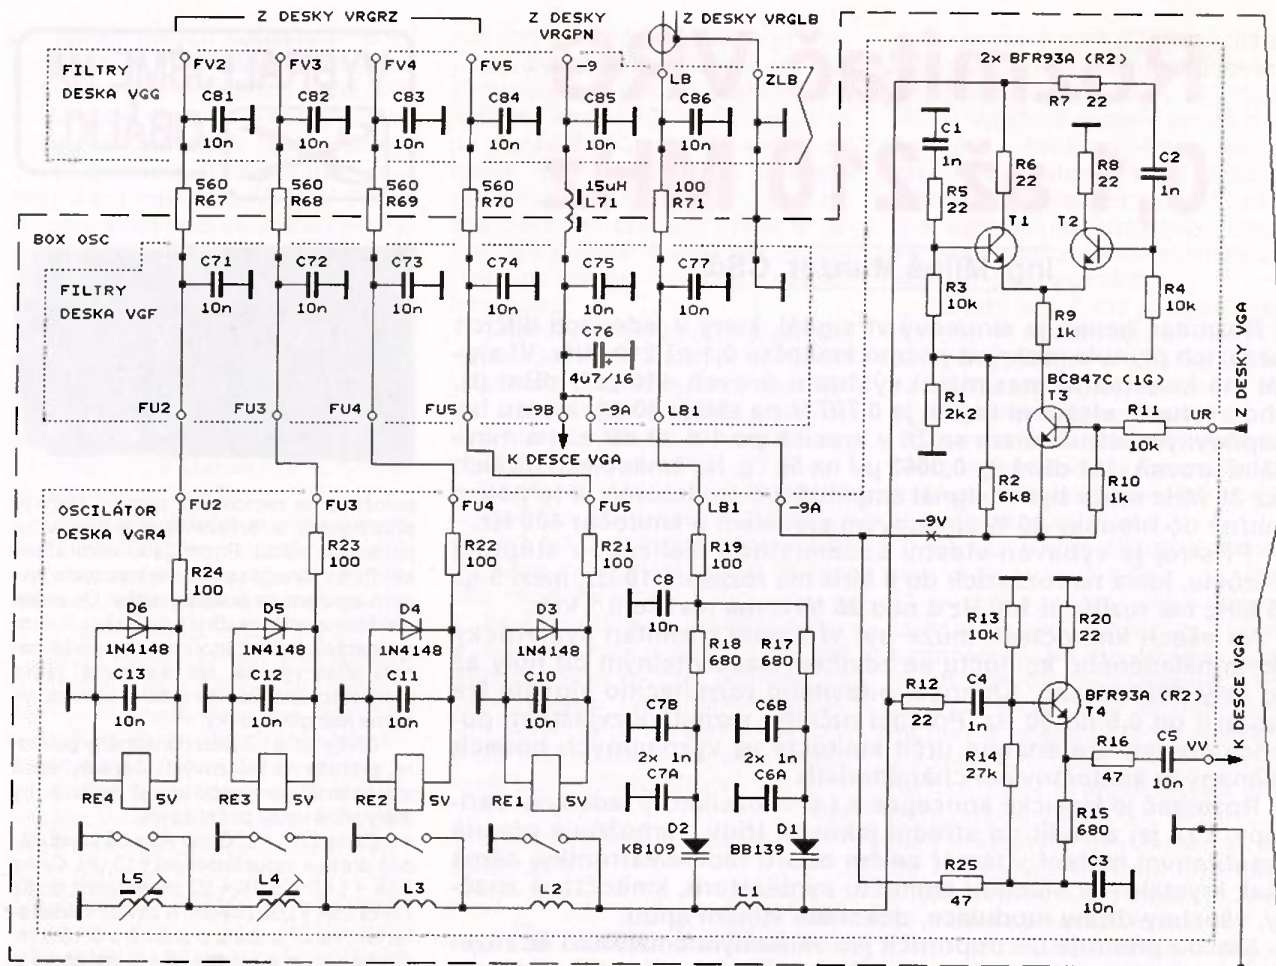 Z DESKY VRGRZ
Z DESKY
VRGPN
Z DESKY VRGLB
FILTRY
DESKA VGG
FV2
FV3
FV4
FV5
-9
LB
ZLB
C81
10n
C82
10n
C83
10n
C84
10n
C85
10n
C86
10n
560
R67
560
R68
560
R69
560
R70
15uH
L71
100
R71
BOX OSC
FILTRY
DESKA VGF
C71
10n
C72
10n
C73
10n
C74
10n
C75
10n
C77
10n
C76
4u7/16
FU2
FU3
FU4
FU5
-9B
-9A
LB1
K DESCE VGA
OSCILÁTOR
DESKA VGR4
FU2
FU3
FU4
FU5
LB1
-9A
R24
100
R23
100
R22
100
R21
100
R19
100
D6
1N4148
D5
1N4148
D4
1N4148
D3
1N4148
C13
10n
C12
10n
C11
10n
C10
10n
RE4
5V
RE3
5V
RE2
5V
RE1
5V
L5
L4
L3
L2
L1
C8
10n
R18
680
R17
680
C7B
2x 1n
C7A
C6B
2x 1n
C6A
D2
KB109
D1
BB139
2x BFR93A (R2)
R7
22
C1
1n
R6
22
R8
22
C2
1n
R5
22
T1
T2
R3
10k
R4
10k
R9
1k
R1
2k2
BC847C (1G)
T3
R11
10k
UR
Z DESKY VGA
R2
6k8
R10
1k
-9V
R13
10k
R20
22
R12
22
C4
1n
BFR93A (R2)
T4
R14
27k
R16
47
C5
10n
VV
K DESCE VGA
R15
680
R25
47
C3
10n